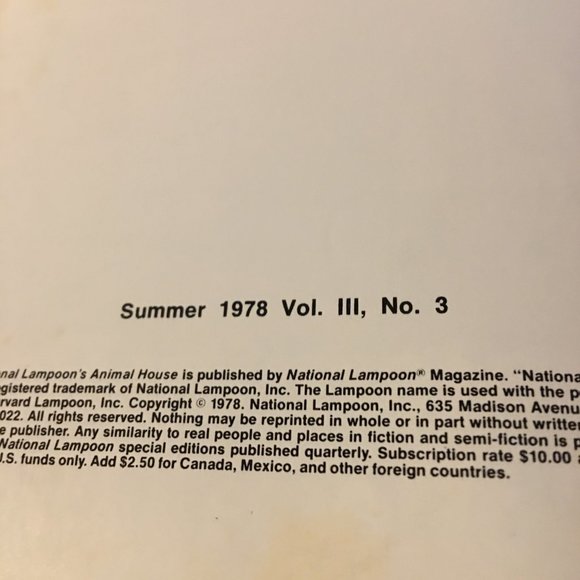 Summer 1978 Vol. III, No. 3
nal Lampoon's Animal House is published by National Lampoon® Magazine. "Nationa
egistered trademark of National Lampoon, Inc. The Lampoon name is used with the p
arvard Lampoon, Inc. Copyright © 1978. National Lampoon, Inc., 635 Madison Avenu
022. All rights reserved. Nothing may be reprinted in whole or in part without written
e publisher. Any similarity to real people and places in fiction and semi-fiction is p
National Lampoon special editions published quarterly. Subscription rate $10.00
U.S. funds only. Add $2.50 for Canada, Mexico, and other foreign countries.